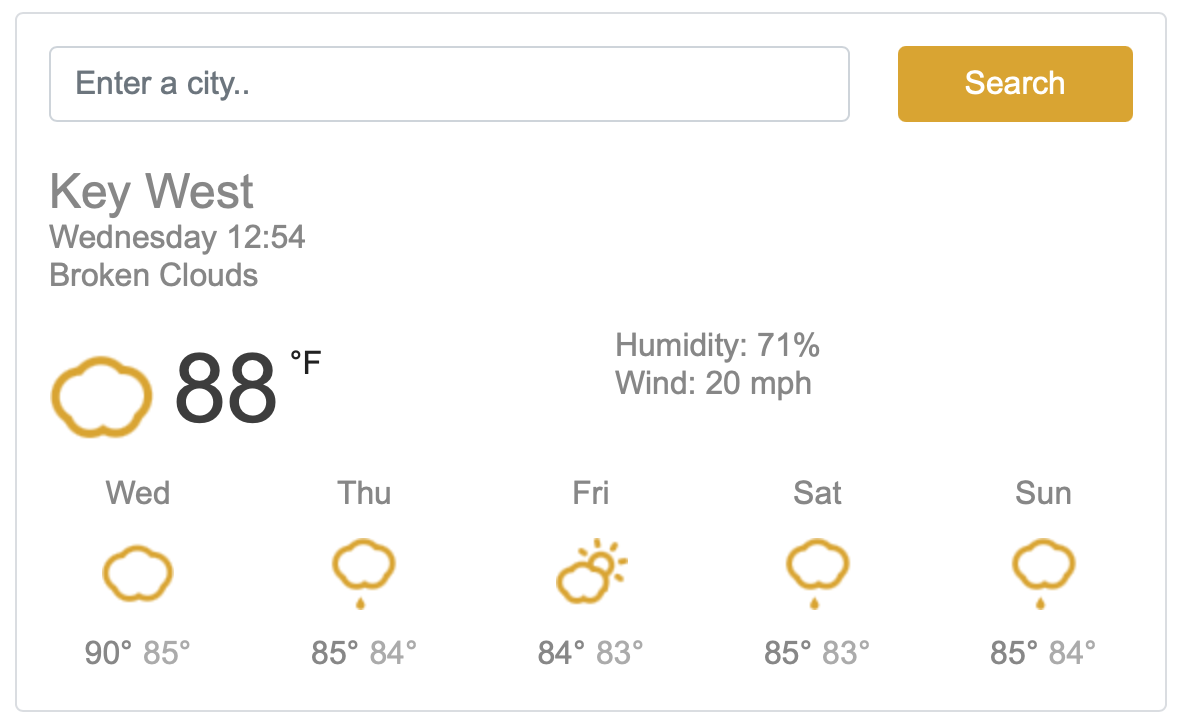 Enter a city..
Search
Key West
Wednesday 12:54
Broken Clouds
88 °F
Humidity: 71%
Wind: 20 mph
Wed Thu Fri Sat Sun
90° 85° 85° 84° 84° 83° 85° 83° 85° 84°